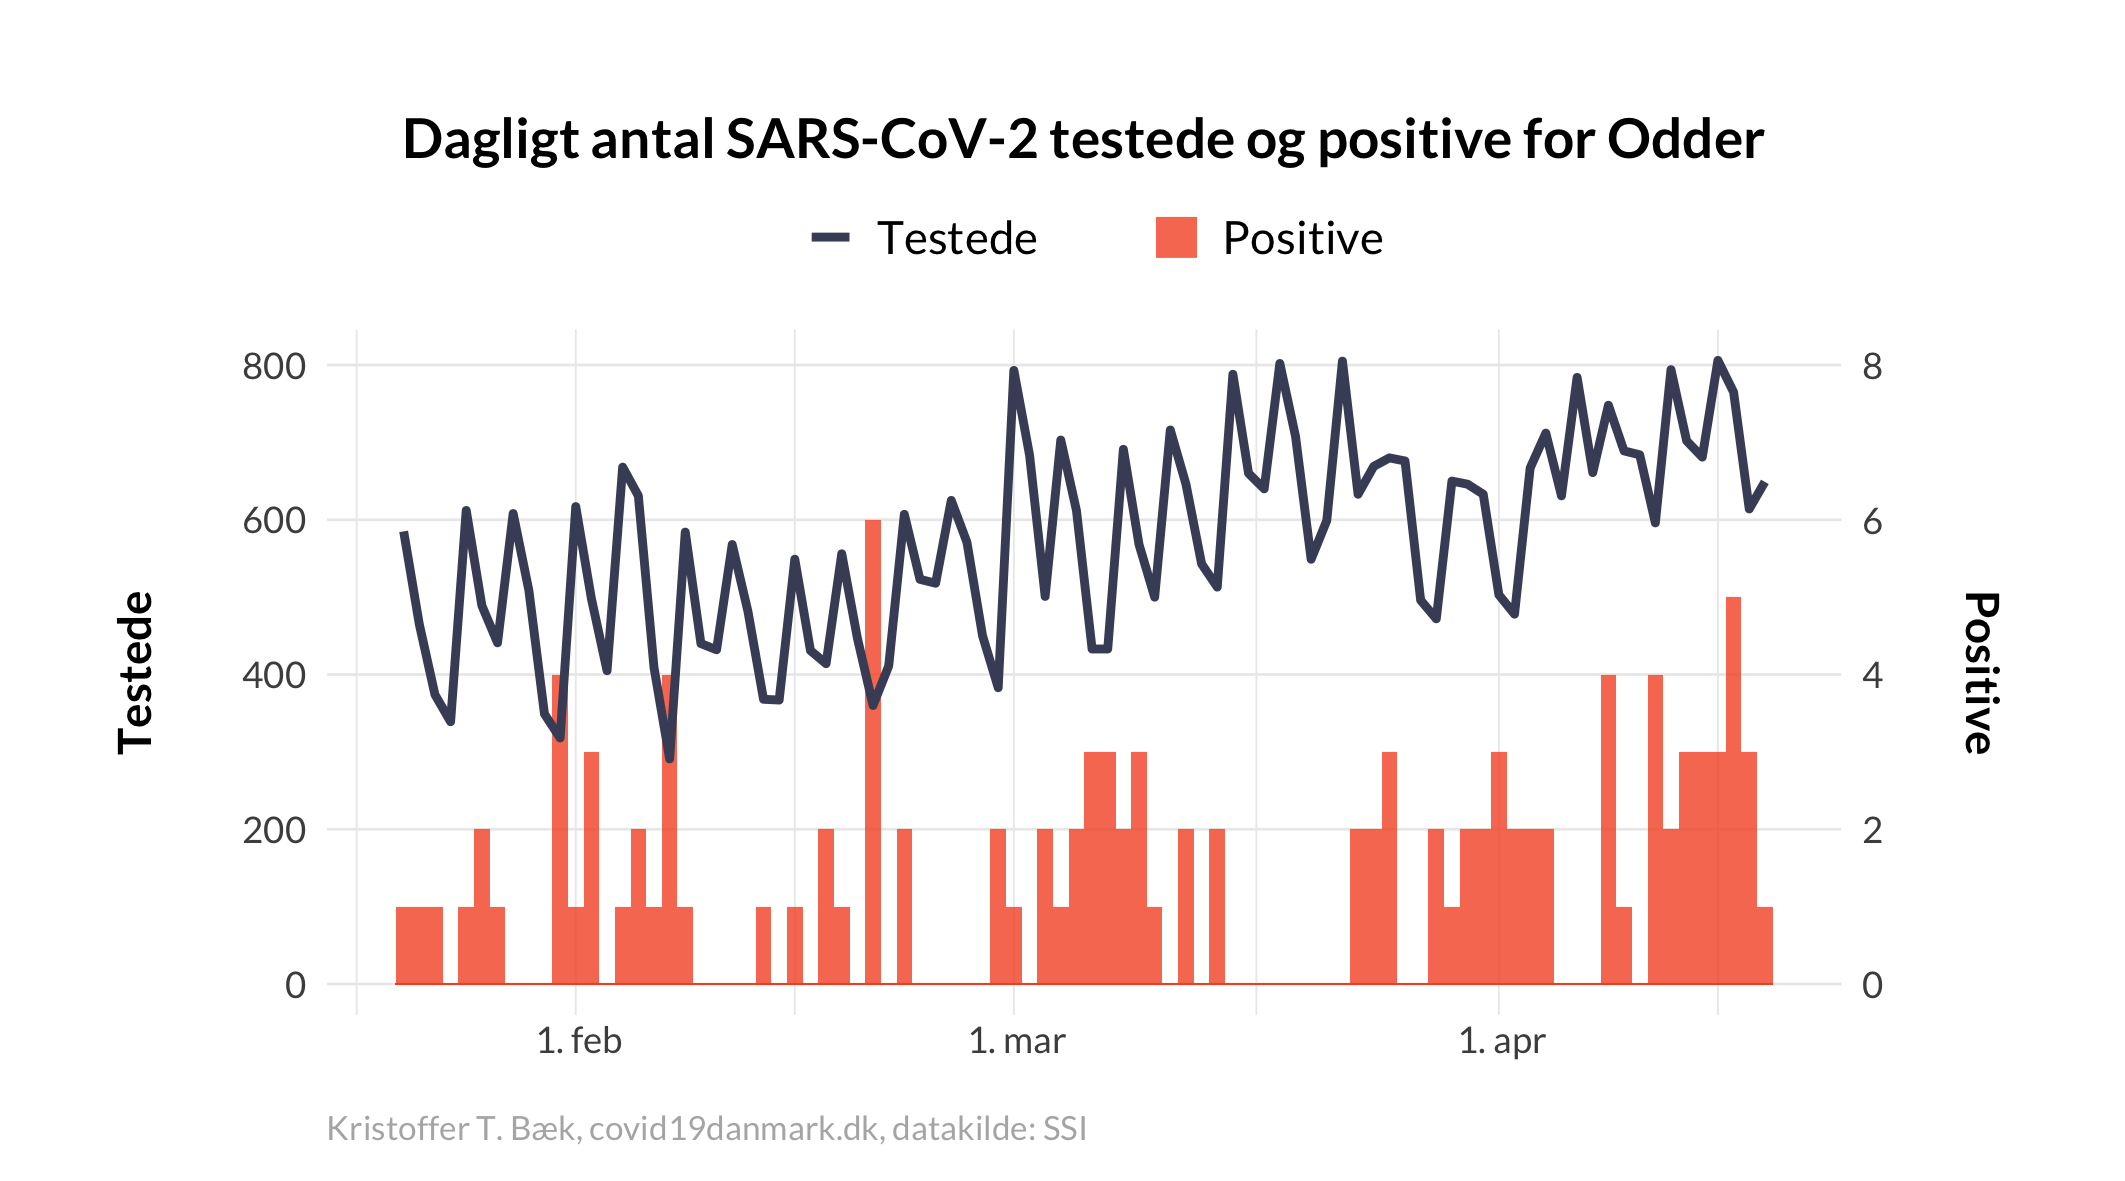 Dagligt antal SARS-CoV-2 testede og positive for Odder
Testede Positive
800 8
600 6
400 4
200 2
0 0
Testede
Positive
1. feb 1. mar 1. apr
Kristoffer T. Bæk, covid19danmark.dk, datakilde: SSI